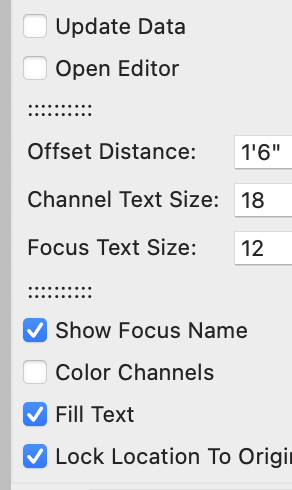 Update Data
Open Editor
::::::::::
Offset Distance: 1'6"
Channel Text Size: 18
Focus Text Size: 12
::::::::::
Show Focus Name
Color Channels
Fill Text
Lock Location To Origi